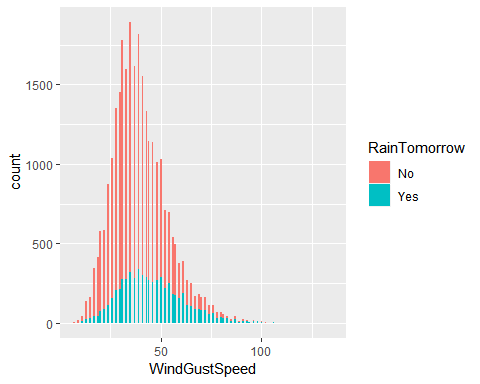 1500
1000
500
0
count
50
100
WindGustSpeed
RainTomorrow
No
Yes